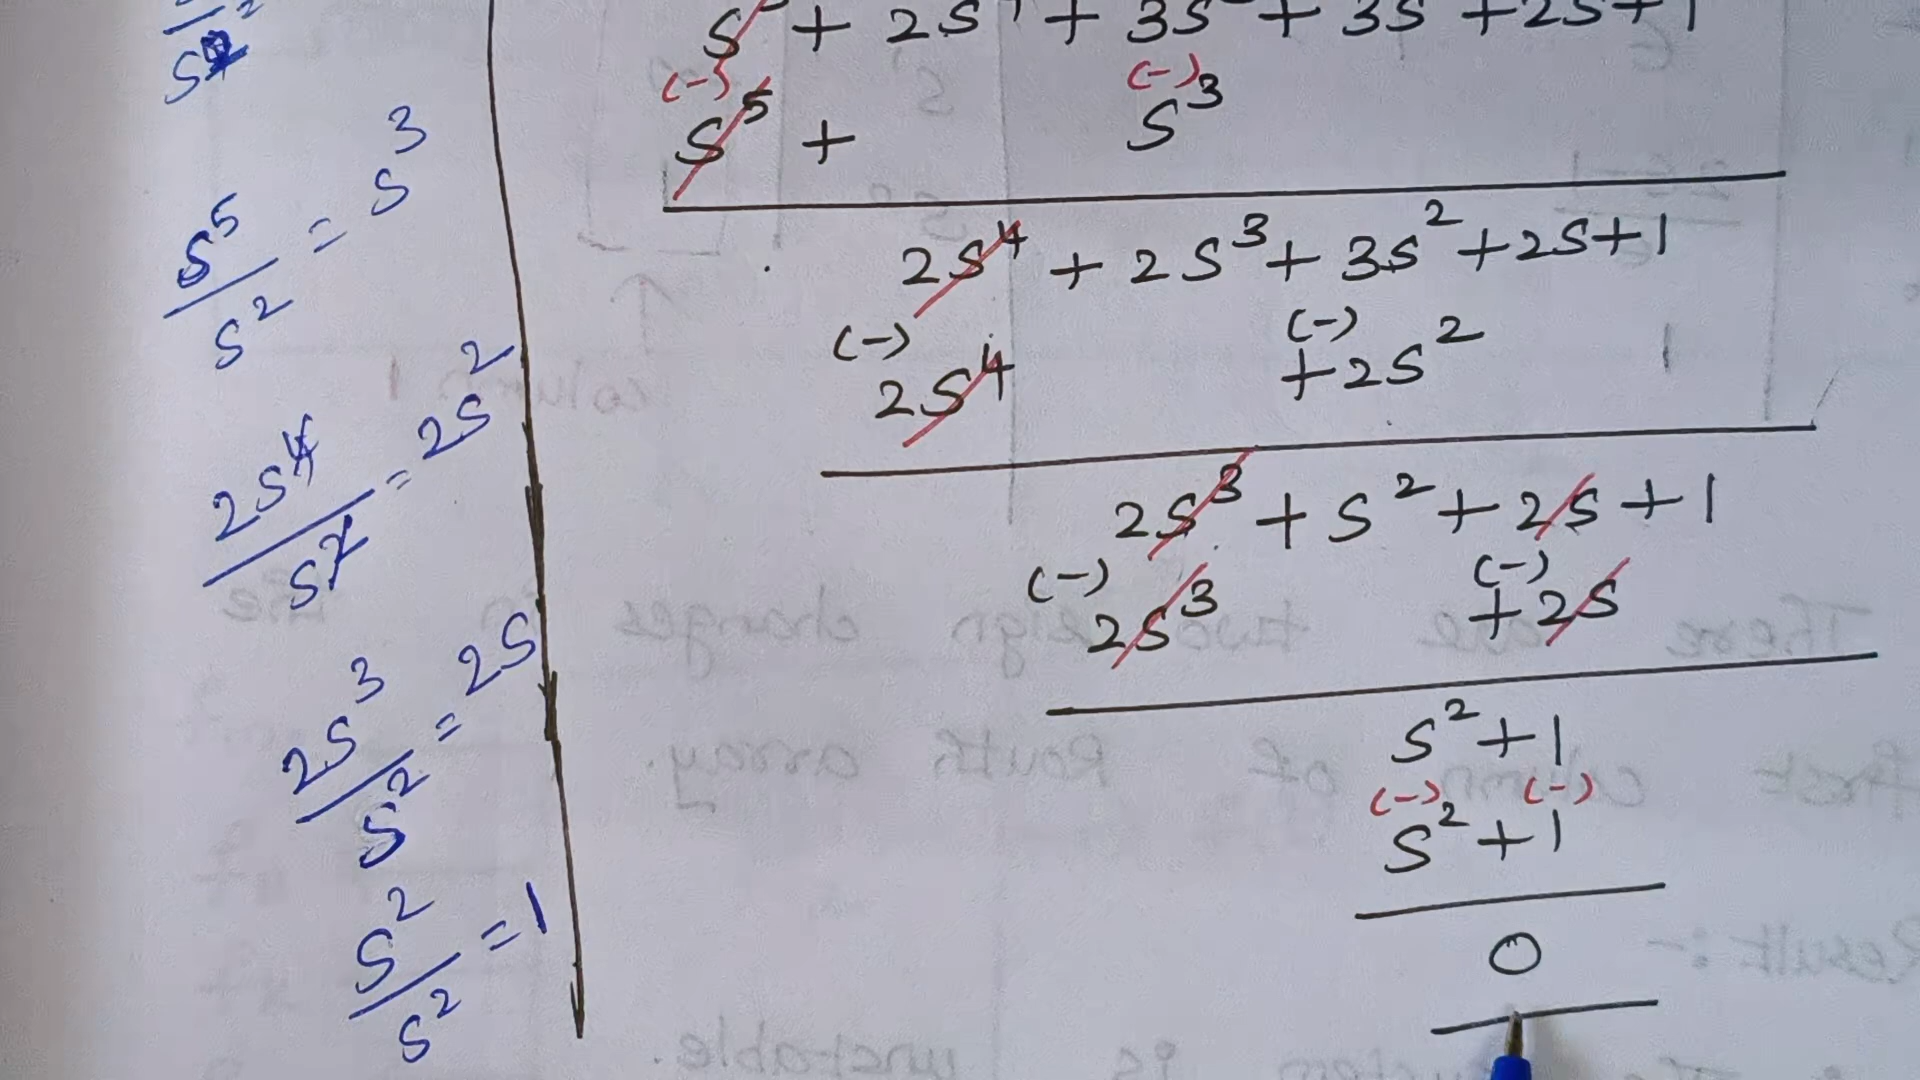 s⁵ + 2s⁴ + 3s³ + 3s² + 2s + 1
(-) (-)
s⁵ + s³
2s⁴ + 2s³ + 3s² + 2s + 1
(-) (-)
2s⁴ + 2s²
2s³ + s² + 2s + 1
(-) (-)
2s³ + 2s
s² + 1
(-) (-)
s² + 1
0
s⁵/s² = s³
2s⁴/s² = 2s²
2s³/s² = 2s
s²/s² = 1